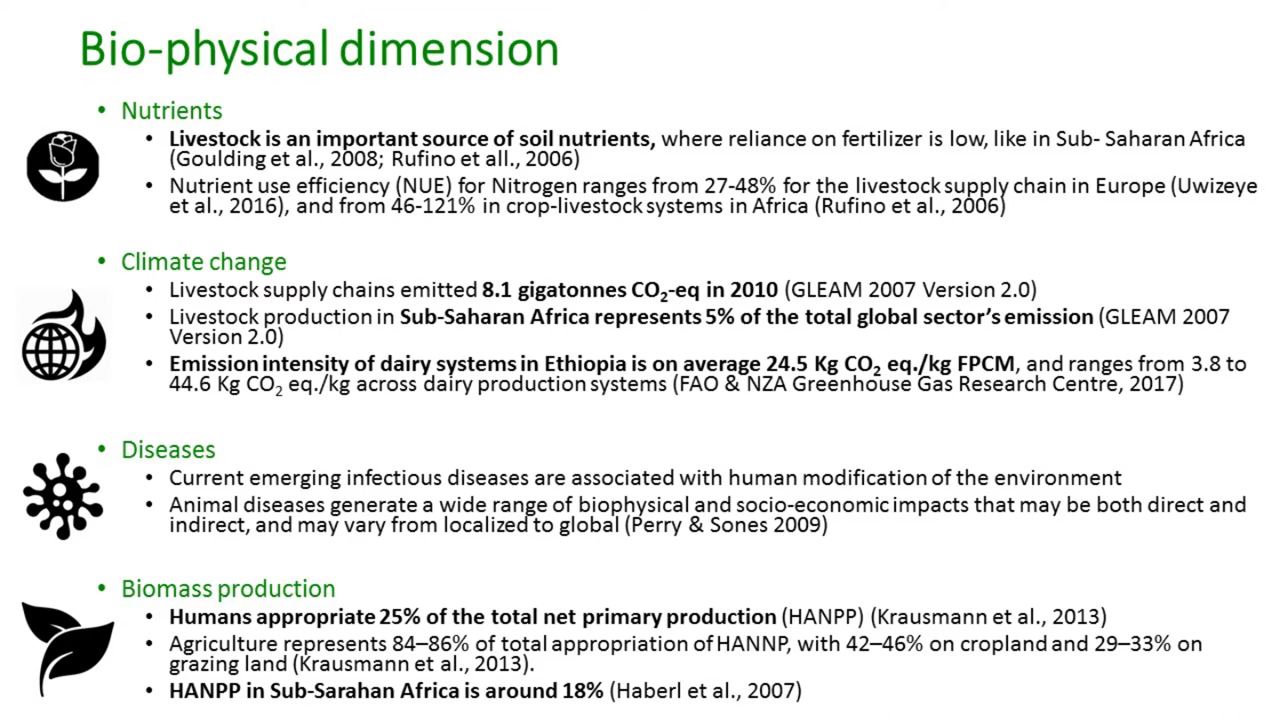 Bio-physical dimension
• Nutrients
• Livestock is an important source of soil nutrients, where reliance on fertilizer is low, like in Sub- Saharan Africa
(Goulding et al., 2008; Rufino et all., 2006)
• Nutrient use efficiency (NUE) for Nitrogen ranges from 27-48% for the livestock supply chain in Europe (Uwizeye
et al., 2016), and from 46-121% in crop-livestock systems in Africa (Rufino et al., 2006)
• Climate change
• Livestock supply chains emitted 8.1 gigatonnes CO₂-eq in 2010 (GLEAM 2007 Version 2.0)
• Livestock production in Sub-Saharan Africa represents 5% of the total global sector's emission (GLEAM 2007
Version 2.0)
• Emission intensity of dairy systems in Ethiopia is on average 24.5 Kg CO₂ eq./kg FPCM, and ranges from 3.8 to
44.6 Kg CO₂ eq./kg across dairy production systems (FAO & NZA Greenhouse Gas Research Centre, 2017)
• Diseases
• Current emerging infectious diseases are associated with human modification of the environment
• Animal diseases generate a wide range of biophysical and socio-economic impacts that may be both direct and
indirect, and may vary from localized to global (Perry & Sones 2009)
• Biomass production
• Humans appropriate 25% of the total net primary production (HANPP) (Krausmann et al., 2013)
• Agriculture represents 84–86% of total appropriation of HANNP, with 42–46% on cropland and 29–33% on
grazing land (Krausmann et al., 2013).
• HANPP in Sub-Sarahan Africa is around 18% (Haberl et al., 2007)